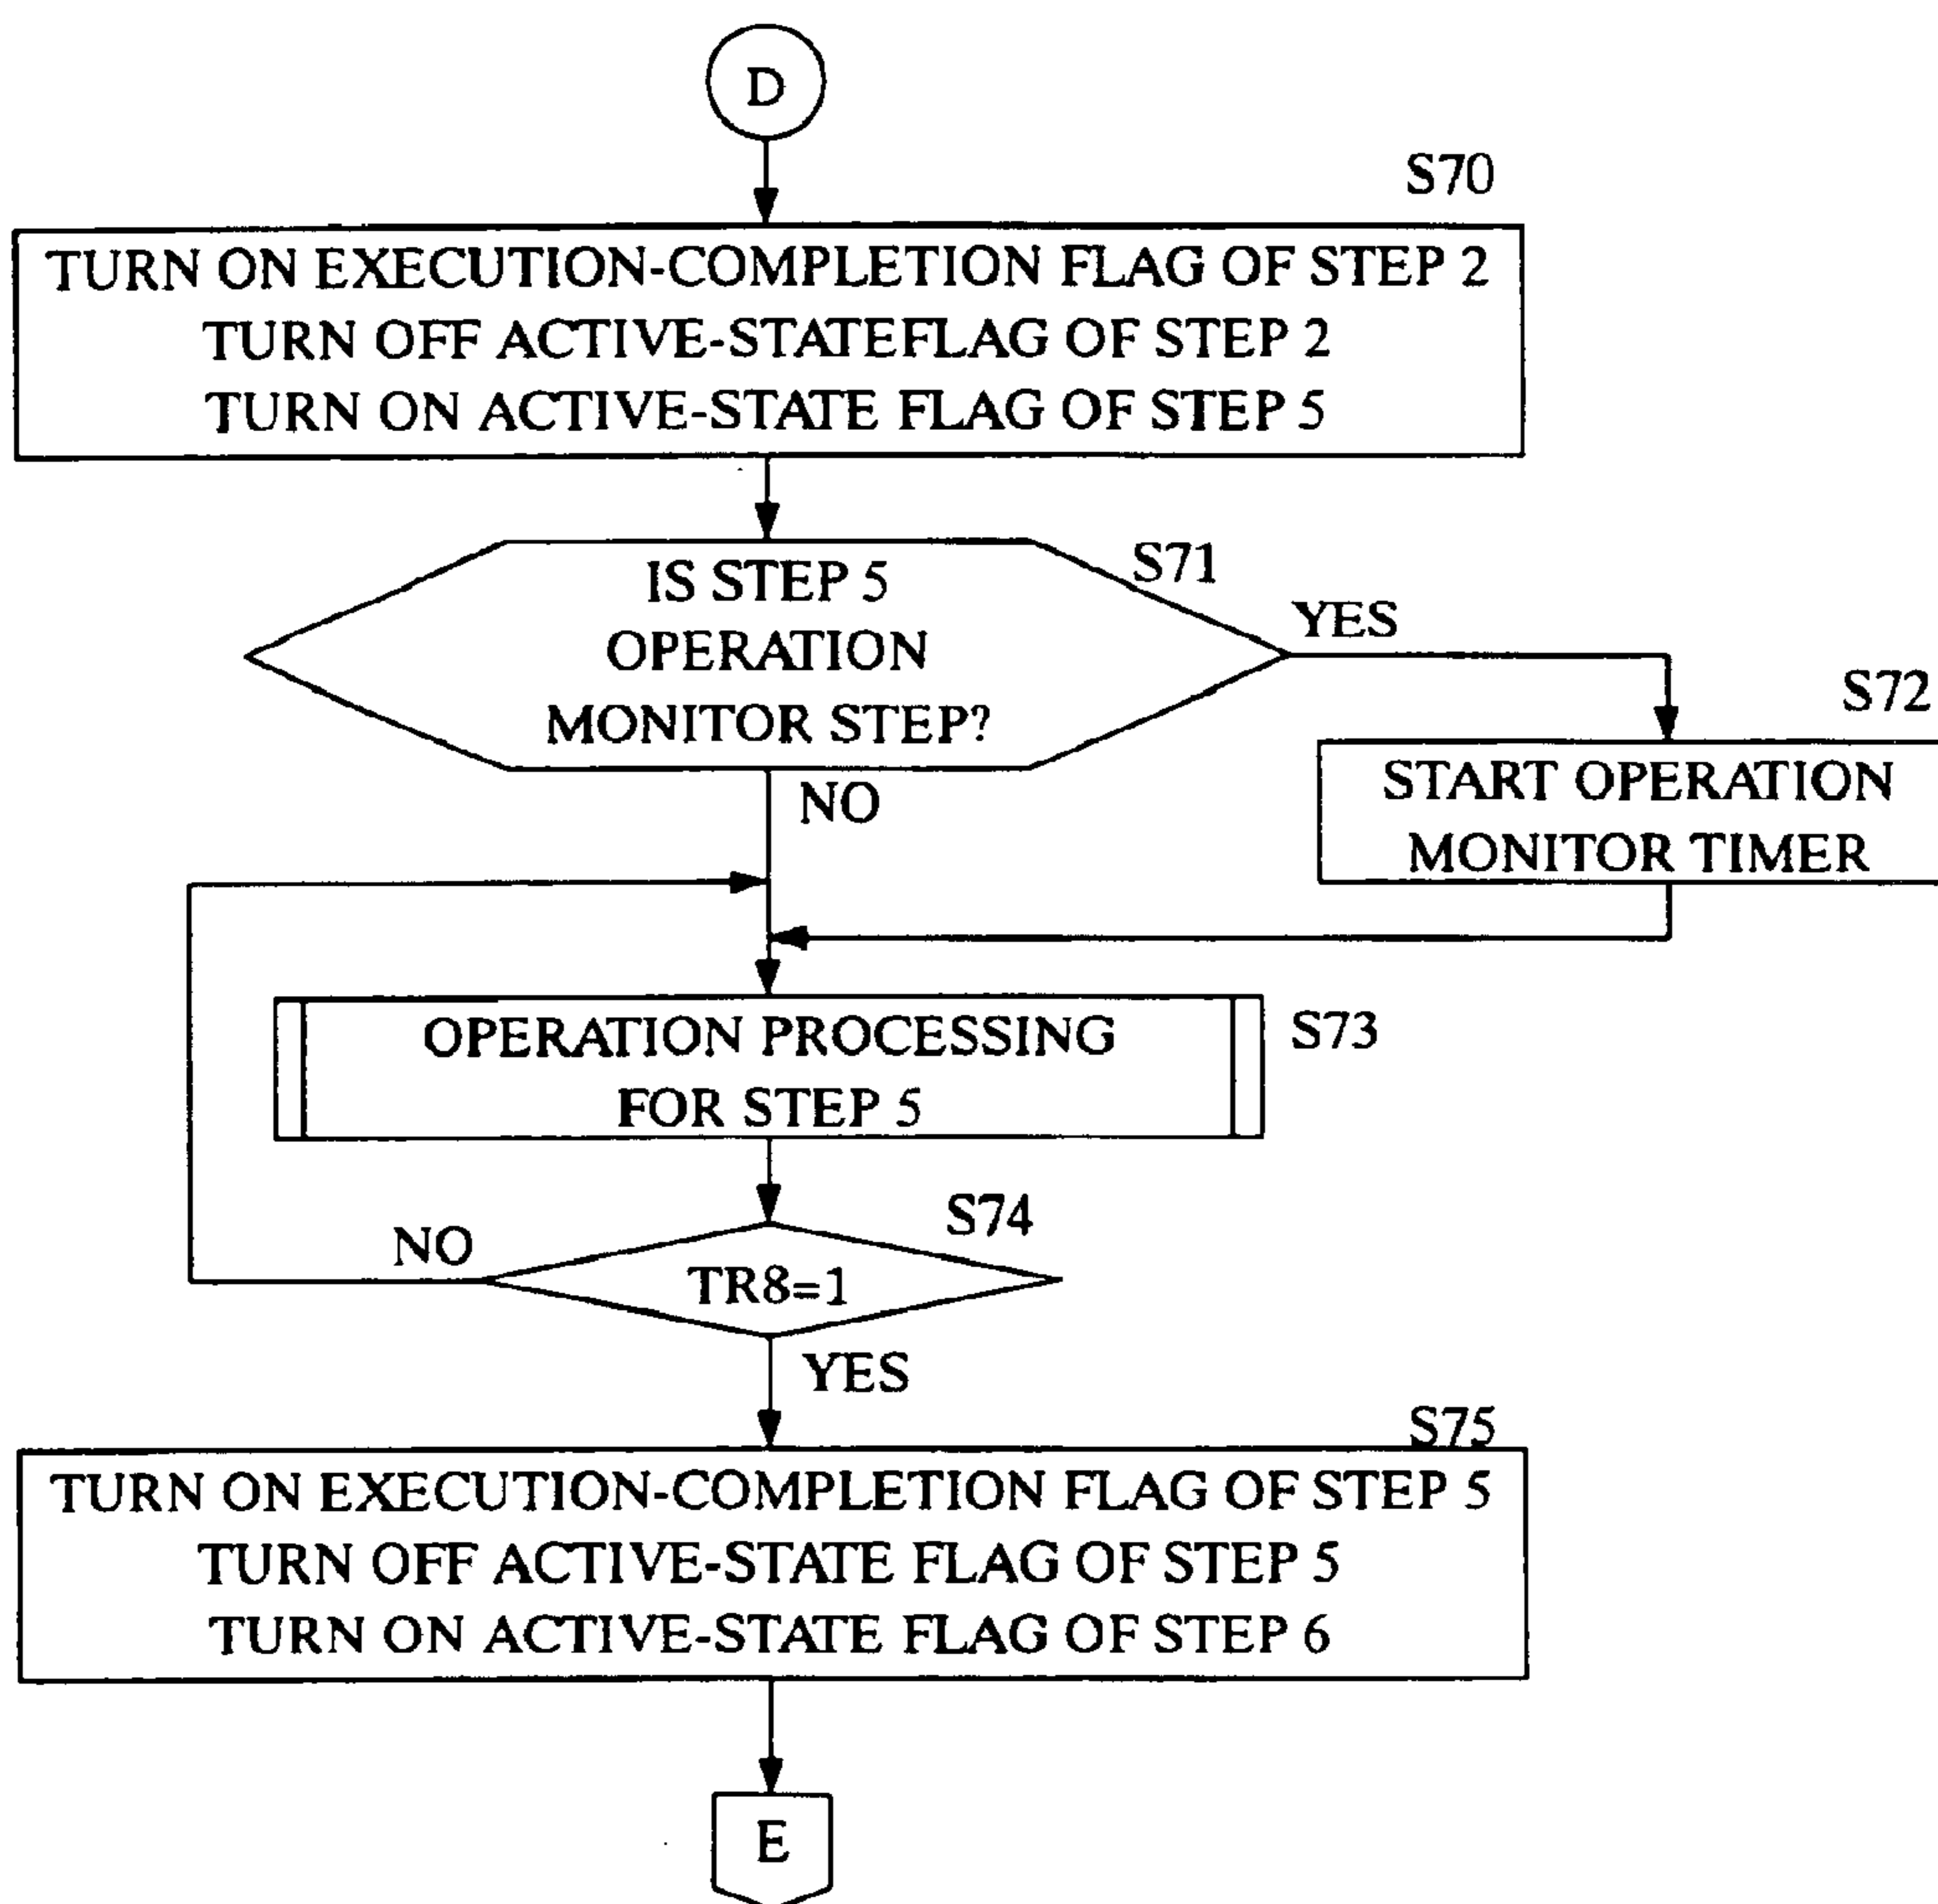 D
S70
TURN ON EXECUTION-COMPLETION FLAG OF STEP 2
TURN OFF ACTIVE-STATEFLAG OF STEP 2
TURN ON ACTIVE-STATE FLAG OF STEP 5
S71
IS STEP 5
OPERATION
MONITOR STEP?
YES
S72
START OPERATION
MONITOR TIMER
NO
OPERATION PROCESSING
FOR STEP 5
S73
S74
NO
TR8=1
YES
S75
TURN ON EXECUTION-COMPLETION FLAG OF STEP 5
TURN OFF ACTIVE-STATE FLAG OF STEP 5
TURN ON ACTIVE-STATE FLAG OF STEP 6
E